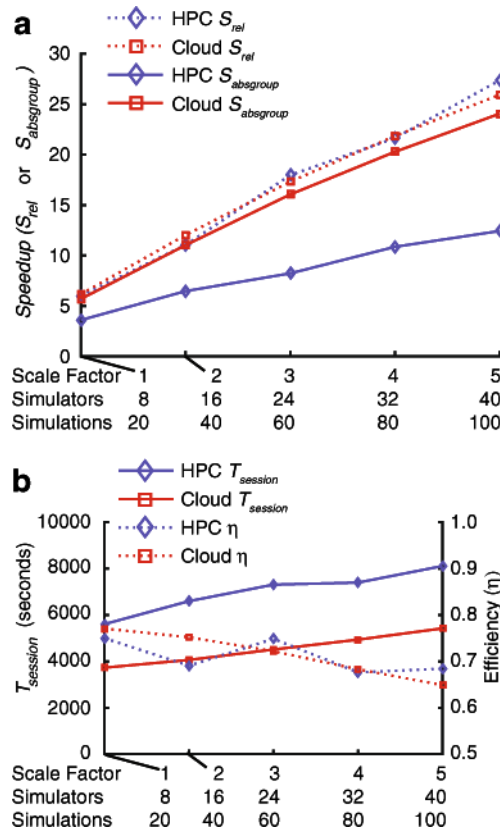 a
HPC S_rel
Cloud S_rel
HPC S_absgroup
Cloud S_absgroup
Speedup (S_rel or S_absgroup)
30
25
20
15
10
5
0
Scale Factor 1 2 3 4 5
Simulators 8 16 24 32 40
Simulations 20 40 60 80 100
b
HPC T_session
Cloud T_session
HPC η
Cloud η
T_session (seconds)
10000
8000
6000
4000
2000
0
1.0
0.9
0.8
0.7
0.6
0.5
Efficiency (η)
Scale Factor 1 2 3 4 5
Simulators 8 16 24 32 40
Simulations 20 40 60 80 100